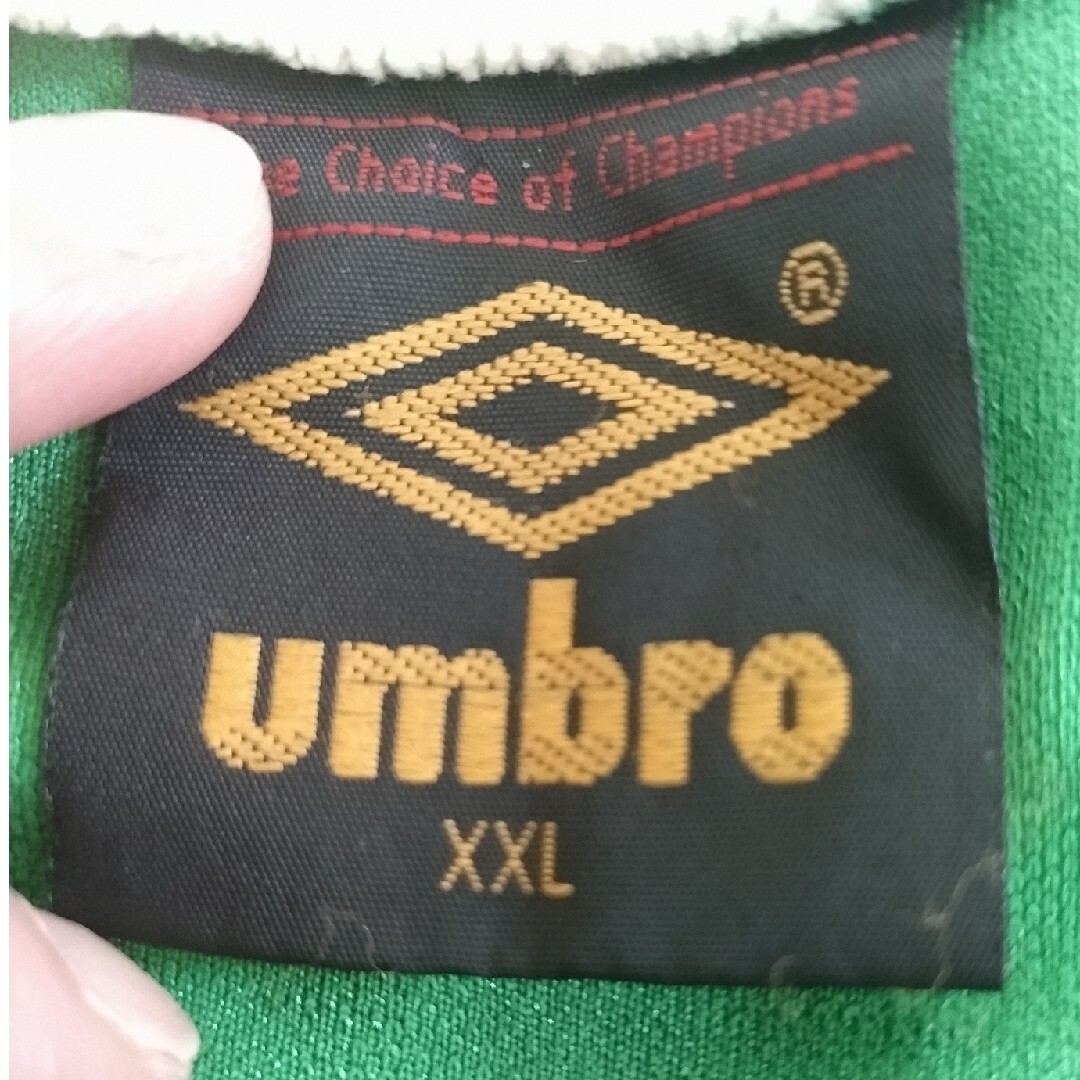 Choice of Champions
®
umbro
XXL